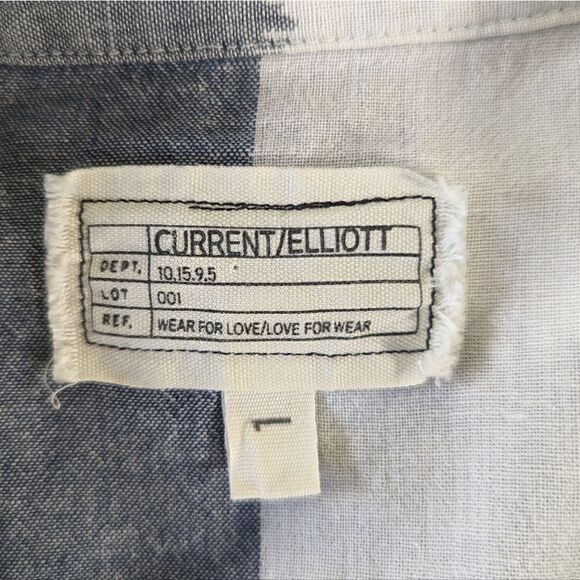 CURRENT/ELLIOTT
DEPT. 10.15.9.5
LOT 001
REF. WEAR FOR LOVE/LOVE FOR WEAR
1